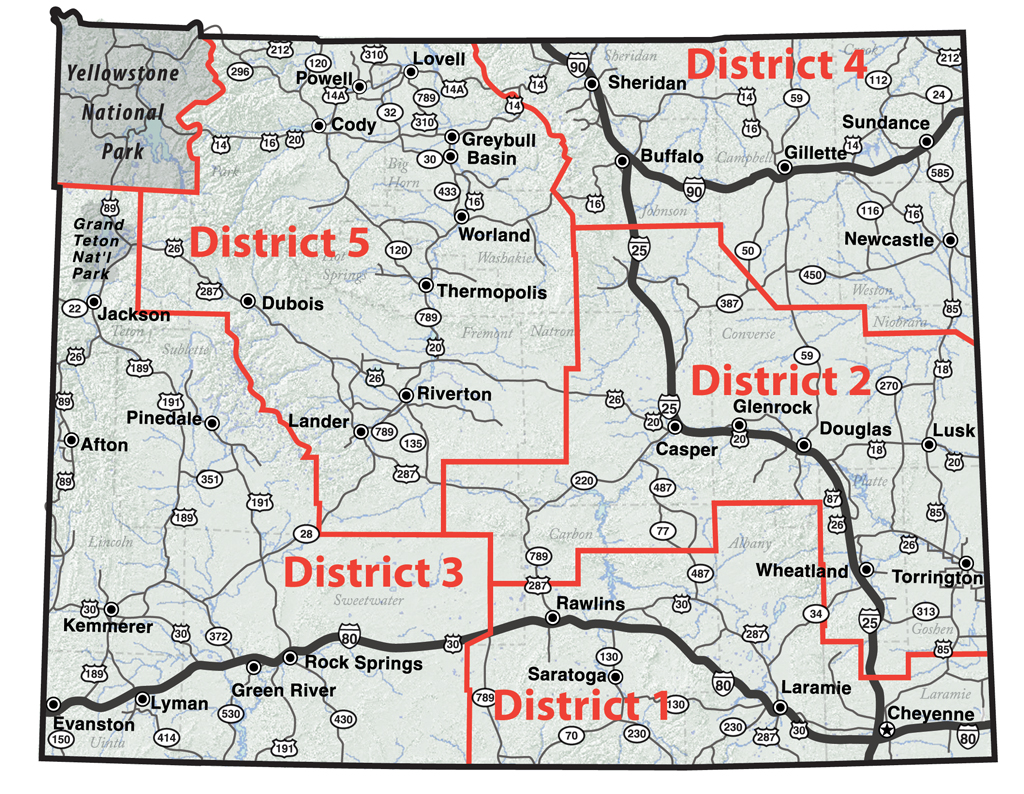 Yellowstone
National
Park
212
296
120
310
Lovell
Powell
14A
789
14A
32
310
14
Cody
14
16
20
Greybull
30
Basin
433
16
Worland
Park
Big
Horn
14
14
90
Sheridan
Sheridan
District 4
Crook
212
112
24
14
59
16
Sundance
Buffalo
Campbell
Gillette
14
90
585
16
Johnson
116
16
Newcastle
25
50
450
Weston
387
85
Niobrara
89
Grand
Teton
Nat'l
Park
26
District 5
120
Hot
Springs
Washakie
287
Dubois
Thermopolis
22
Jackson
Teton
Sublette
789
Fremont
Natrona
20
Converse
59
18
26
189
26
Riverton
26
District 2
270
89
191
Pinedale
Lander
789
135
25
20
Casper
Glenrock
20
Douglas
Lusk
18
20
Afton
287
220
487
89
351
191
87
Platte
26
85
189
28
77
Lincoln
Carbon
Albany
26
789
287
487
Wheatland
Torrington
District 3
Sweetwater
30
Kemmerer
Rawlins
30
34
313
25
Goshen
30
372
80
30
287
85
189
Rock Springs
Green River
130
Saratoga
80
Laramie
Laramie
Lyman
530
430
789
District 1
130
Evanston
150
Uinta
414
191
70
230
230
287
30
Cheyenne
80